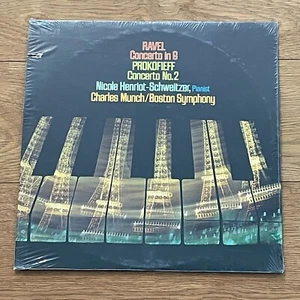 RAVEL
Concerto in G
PROKOFIEFF
Concerto No. 2
Nicole Henriot-Schweitzer, Pianist
Charles Munch/Boston Symphony